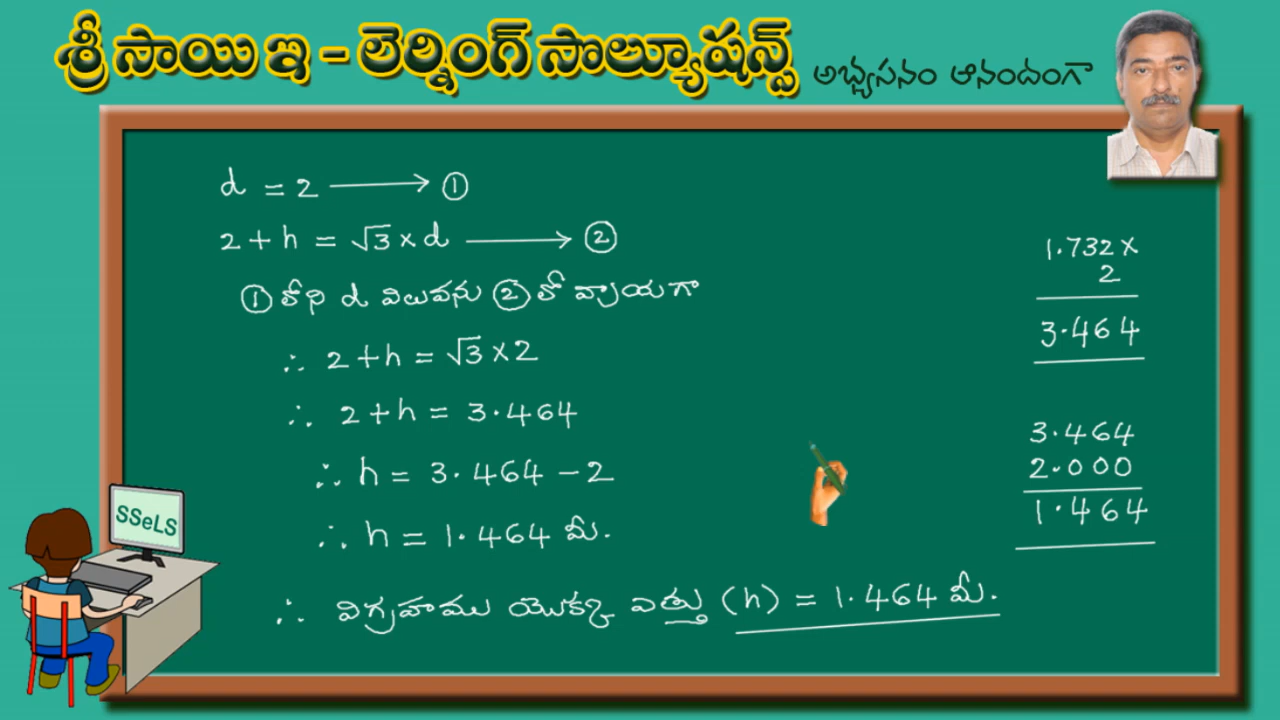 శ్రీ సాయి ఇ - లెర్నింగ్ సొల్యూషన్స్ అభ్యసనం ఆనందంగా
d = 2 ⟶ ①
2 + h = √3 × d ⟶ ②
① లోని d విలువను ② లో వ్రాయగా
∴ 2 + h = √3 × 2
∴ 2 + h = 3.464
∴ h = 3.464 - 2
∴ h = 1.464 మీ.
∴ విగ్రహాము యొక్క ఎత్తు (h) = 1.464 మీ.
1.732 ×
2
3.464
3.464
2.000
1.464
SSeLS